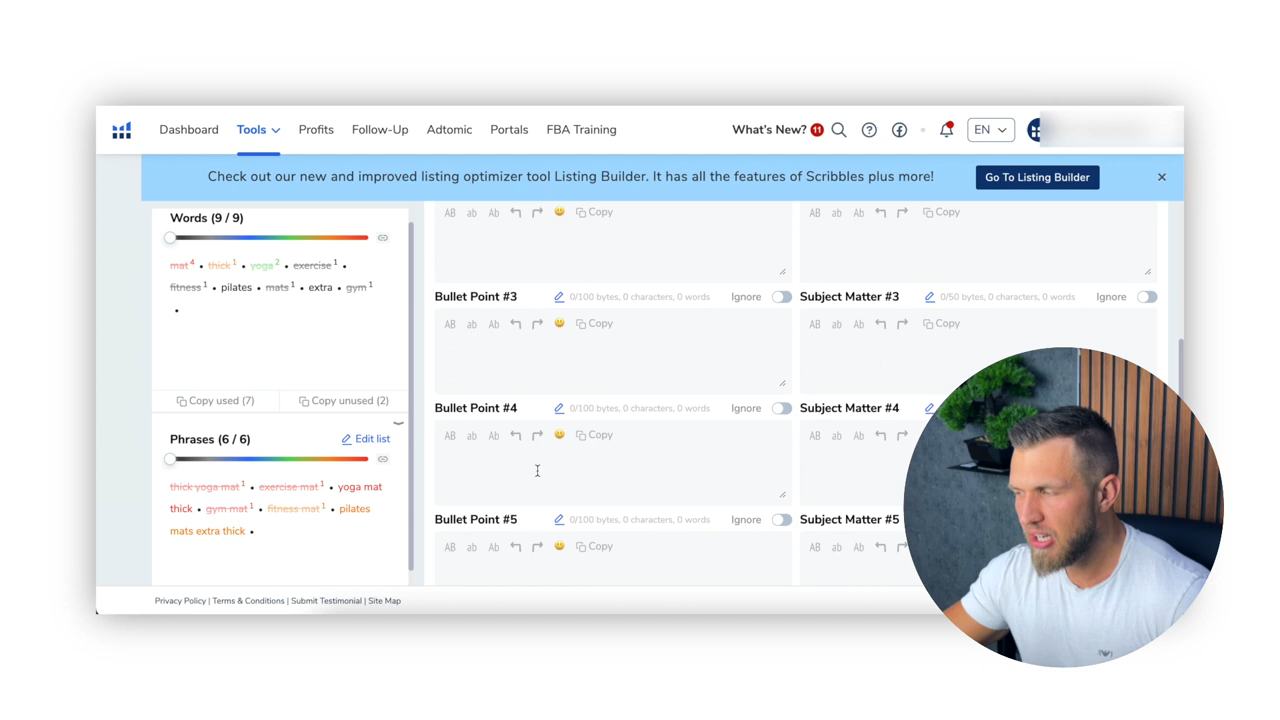 Dashboard Tools Profits Follow-Up Adtomic Portals FBA Training What's New? 11 EN
Check out our new and improved listing optimizer tool Listing Builder. It has all the features of Scribbles plus more! Go To Listing Builder
Words (9 / 9)
mat 4 • thick 1 • yoga 2 • exercise 1 •
fitness 1 • pilates • mats 1 • extra • gym 1
•
Copy used (7) Copy unused (2)
Phrases (6 / 6) Edit list
thick yoga mat 1 • exercise mat 1 • yoga mat
thick • gym mat 1 • fitness mat 1 • pilates
mats extra thick •
AB ab Ab Copy AB ab Ab Copy
Bullet Point #3 0/100 bytes, 0 characters, 0 words Ignore Subject Matter #3 0/50 bytes, 0 characters, 0 words Ignore
AB ab Ab Copy AB ab Ab Copy
Bullet Point #4 0/100 bytes, 0 characters, 0 words Ignore Subject Matter #4
AB ab Ab Copy AB ab Ab
Bullet Point #5 0/100 bytes, 0 characters, 0 words Ignore Subject Matter #5
AB ab Ab Copy AB ab Ab
Privacy Policy | Terms & Conditions | Submit Testimonial | Site Map